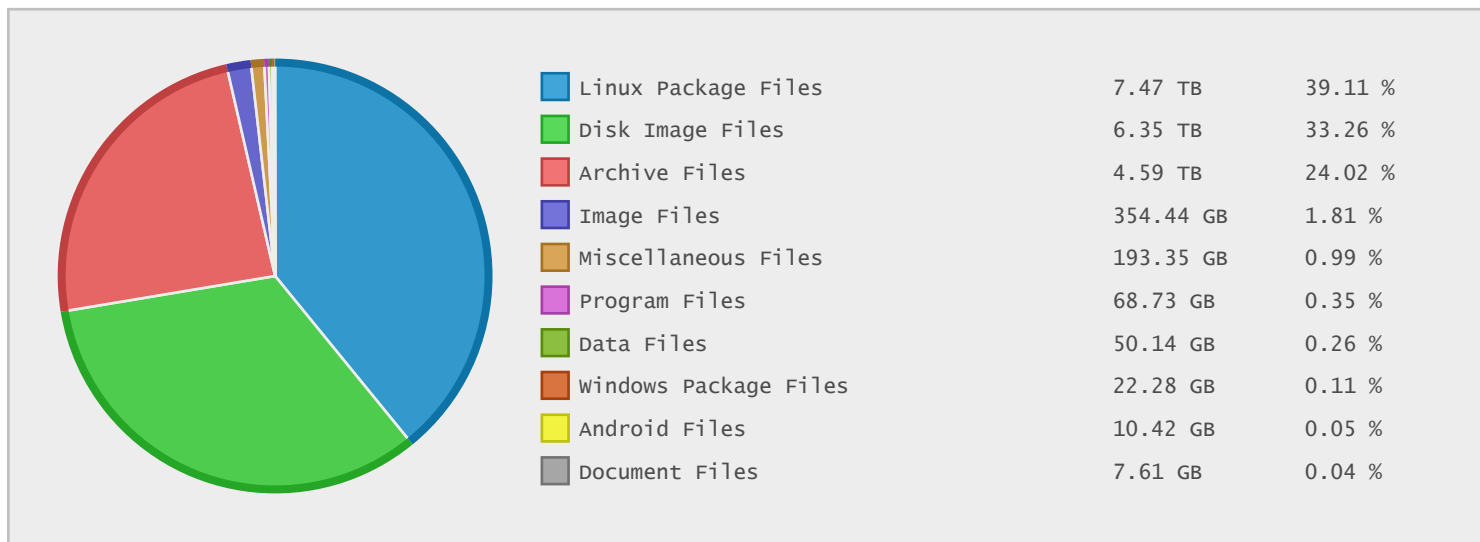 Linux Package Files 7.47 TB 39.11 %
Disk Image Files 6.35 TB 33.26 %
Archive Files 4.59 TB 24.02 %
Image Files 354.44 GB 1.81 %
Miscellaneous Files 193.35 GB 0.99 %
Program Files 68.73 GB 0.35 %
Data Files 50.14 GB 0.26 %
Windows Package Files 22.28 GB 0.11 %
Android Files 10.42 GB 0.05 %
Document Files 7.61 GB 0.04 %